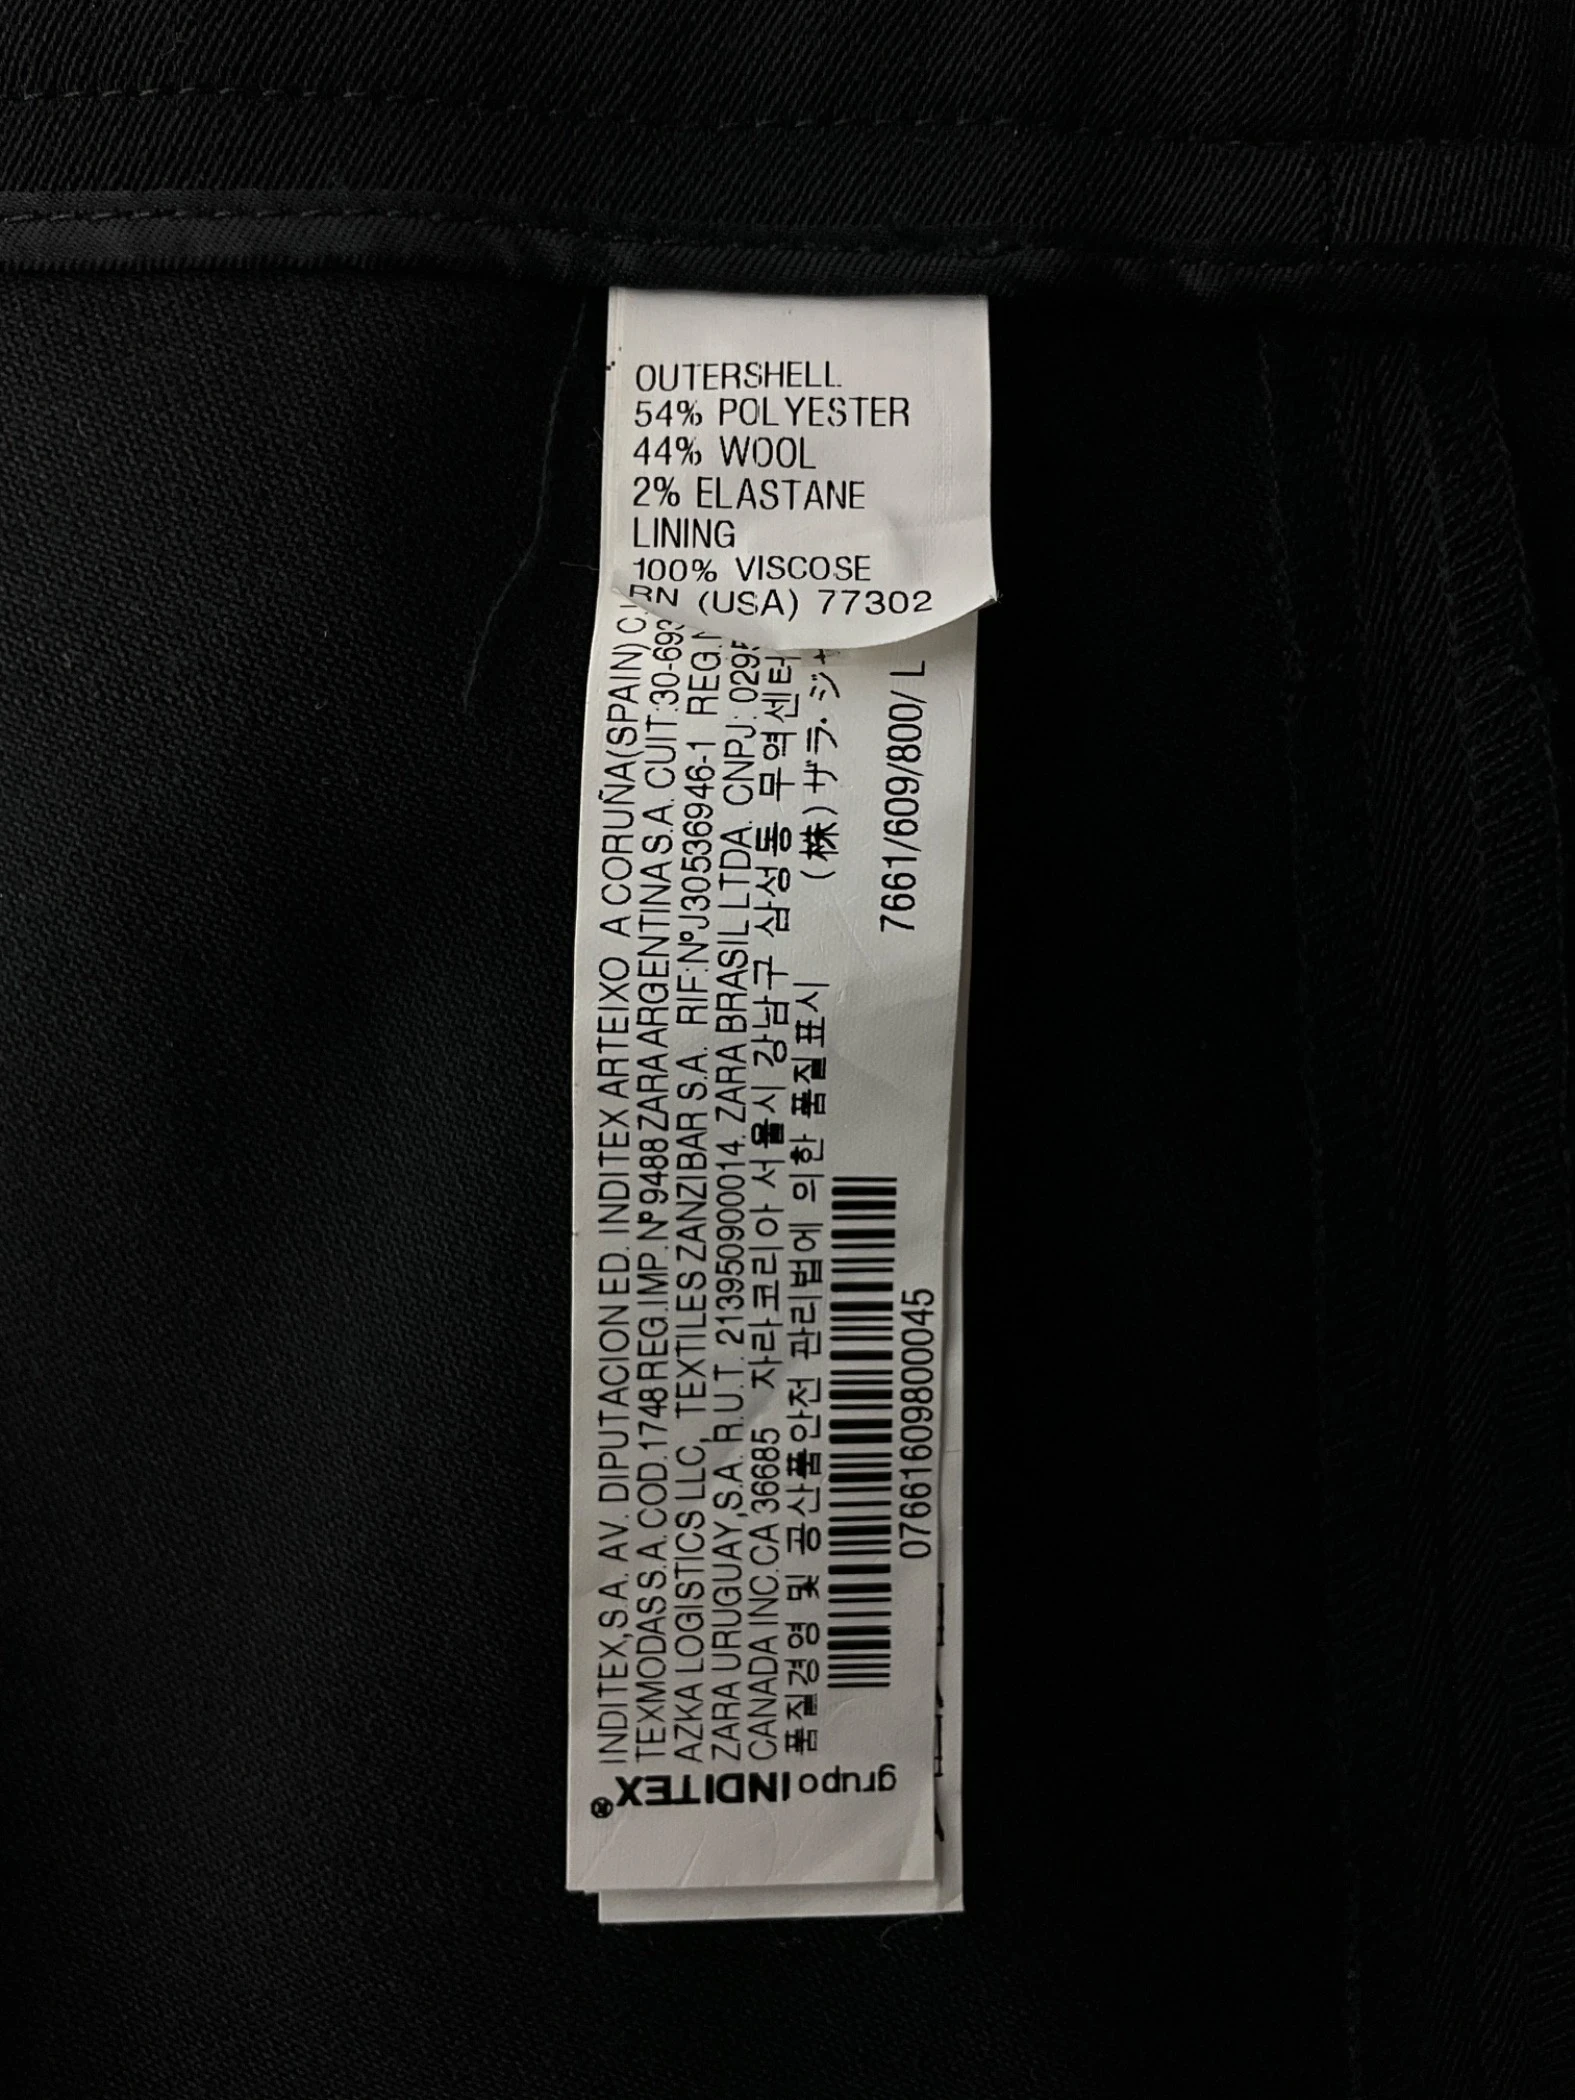 OUTERSHELL
54% POLYESTER
44% WOOL
2% ELASTANE
LINING
100% VISCOSE
RN (USA) 77302
INDITEX,S.A. AV. DIPUTACION ED. INDITEX ARTEIXO A CORUÑA(SPAIN)
TEXMODAS S.A. COD.1748 REG.IMP.Nº9488 ZARA ARGENTINA S.A. CUIT:30-693
AZKA LOGISTICS LLC, TEXTILES ZANZIBAR S.A. RIF:NºJ30536946-1 REG.
ZARA URUGUAY,S.A. R.U.T. 213950900014. ZARA BRASIL LTDA. CNPJ: 029
CANADA INC.CA 36685 자라코리아 서울시 강남구 삼성동 무역센터
품질경영 및 공산품안전 관리법에 의한 품질표시 (株)ザラ・ジャ
7661/609/800/ L
07661609800045
grupo INDITEX®